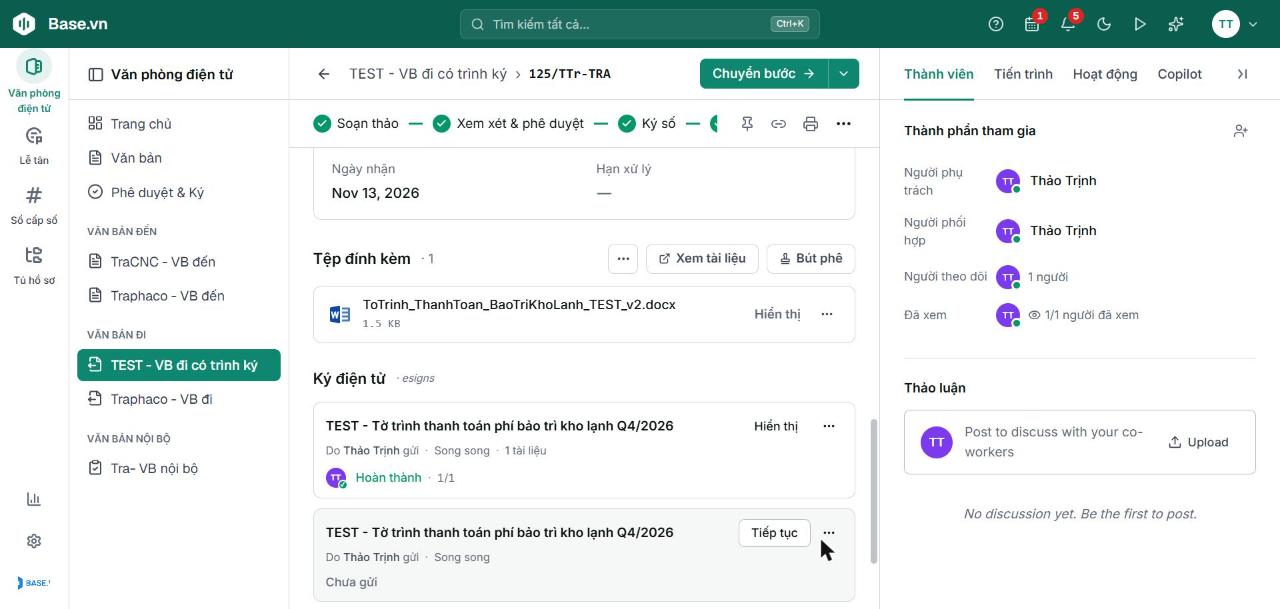 Base.vn
Tìm kiếm tất cả...
Ctrl+K
1
5
TT
Văn phòng
điện tử
Lễ tân
Sổ cấp số
Tủ hồ sơ
BASE.
Văn phòng điện tử
Trang chủ
Văn bản
Phê duyệt & Ký
VĂN BẢN ĐẾN
TraCNC - VB đến
Traphaco - VB đến
VĂN BẢN ĐI
TEST - VB đi có trình ký
Traphaco - VB đi
VĂN BẢN NỘI BỘ
Tra- VB nội bộ
TEST - VB đi có trình ký › 125/TTr-TRA
Chuyển bước
Soạn thảo
Xem xét & phê duyệt
Ký số
Ngày nhận
Hạn xử lý
Nov 13, 2026
—
Tệp đính kèm · 1
Xem tài liệu
Bút phê
ToTrinh_ThanhToan_BaoTriKhoLanh_TEST_v2.docx
1.5 KB
Hiển thị
Ký điện tử · esigns
TEST - Tờ trình thanh toán phí bảo trì kho lạnh Q4/2026
Hiển thị
Do Thảo Trịnh gửi · Song song · 1 tài liệu
TT
Hoàn thành · 1/1
TEST - Tờ trình thanh toán phí bảo trì kho lạnh Q4/2026
Tiếp tục
Do Thảo Trịnh gửi · Song song
Chưa gửi
Thành viên
Tiến trình
Hoạt động
Copilot
Thành phần tham gia
Người phụ
trách
TT
Thảo Trịnh
Người phối
hợp
TT
Thảo Trịnh
Người theo dõi
TT
1 người
Đã xem
TT
1/1 người đã xem
Thảo luận
TT
Post to discuss with your co-
workers
Upload
No discussion yet. Be the first to post.